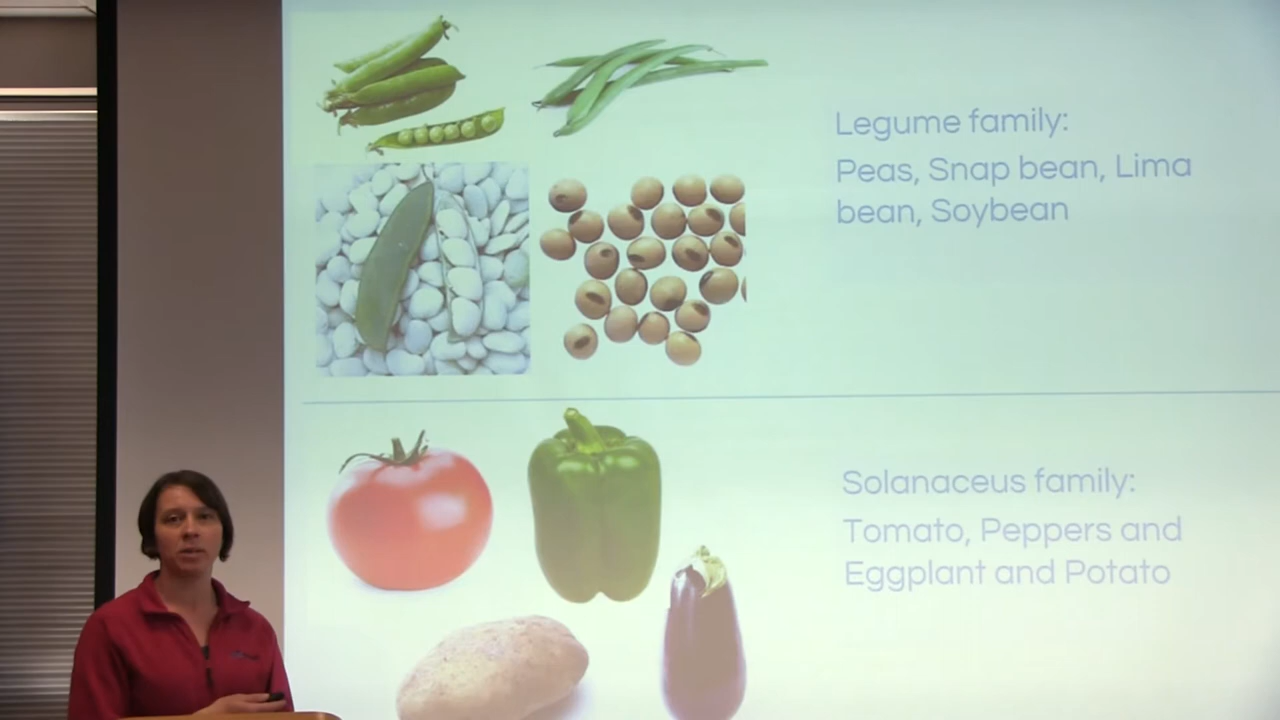 Legume family:
Peas, Snap bean, Lima
bean, Soybean
Solanaceus family:
Tomato, Peppers and
Eggplant and Potato